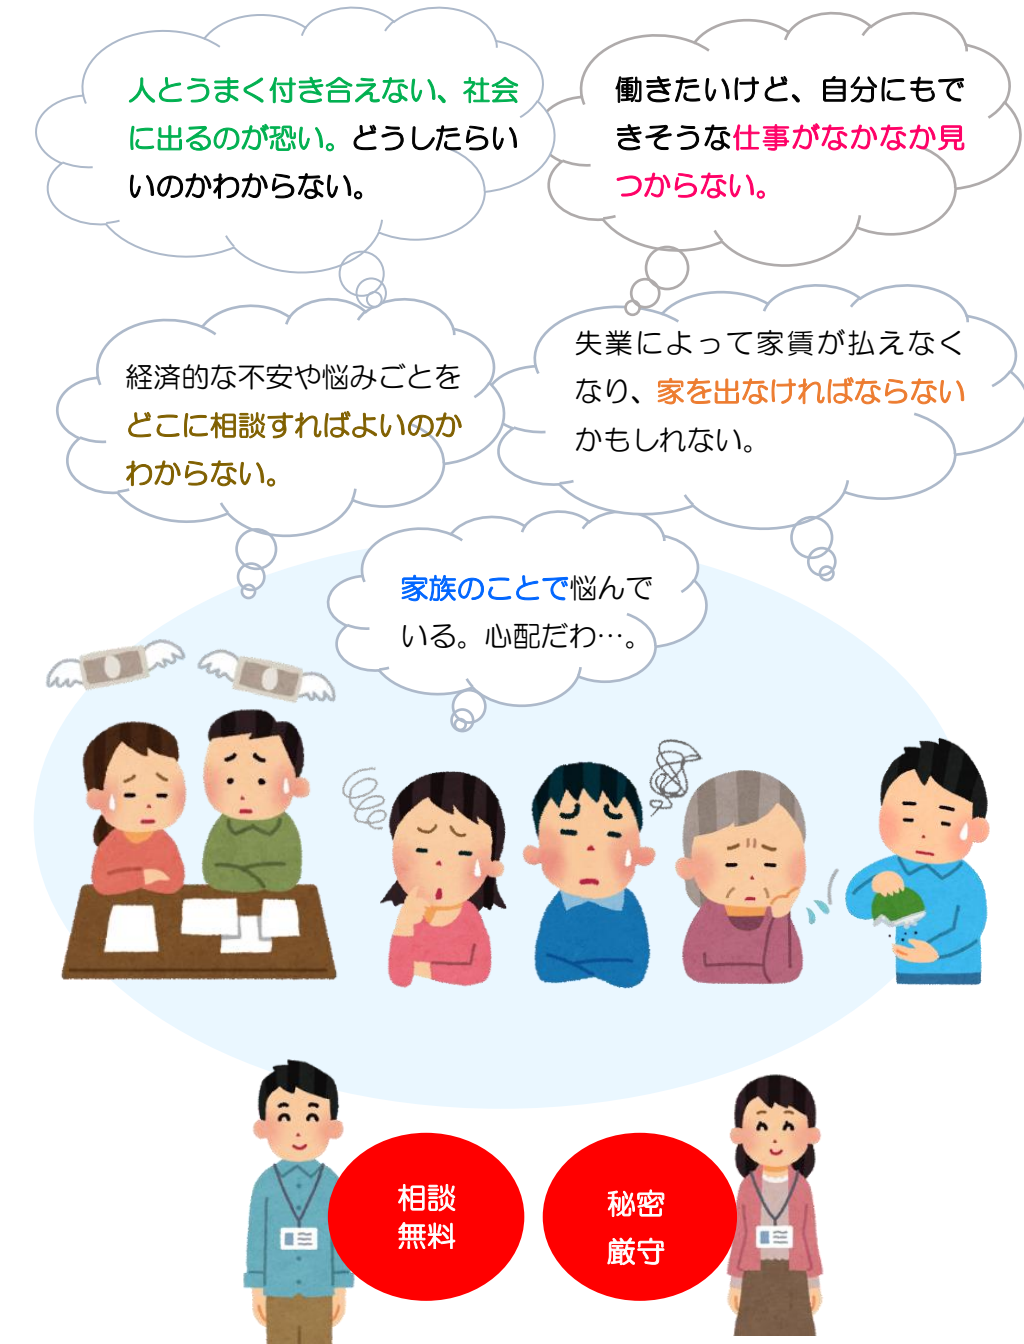 人とうまく付き合えない、社会
に出るのが恐い。どうしたらい
いのかわからない。
働きたいけど、自分にもで
きそうな仕事がなかなか見
つからない。
経済的な不安や悩みごとを
どこに相談すればよいのか
わからない。
失業によって家賃が払えなく
なり、家を出なければならない
かもしれない。
家族のことで悩んで
いる。心配だわ…。
相談
無料
秘密
厳守